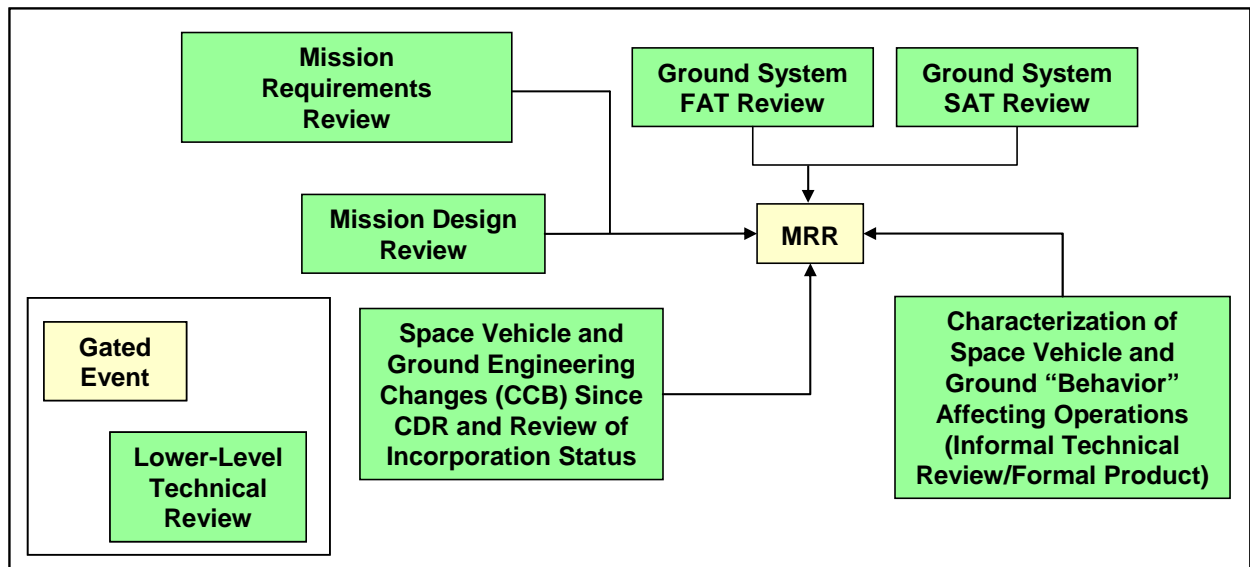 Mission
Requirements
Review
Ground System
FAT Review
Ground System
SAT Review
Mission Design
Review
MRR
Gated
Event
Lower-Level
Technical
Review
Space Vehicle and
Ground Engineering
Changes (CCB) Since
CDR and Review of
Incorporation Status
Characterization of
Space Vehicle and
Ground “Behavior”
Affecting Operations
(Informal Technical
Review/Formal Product)